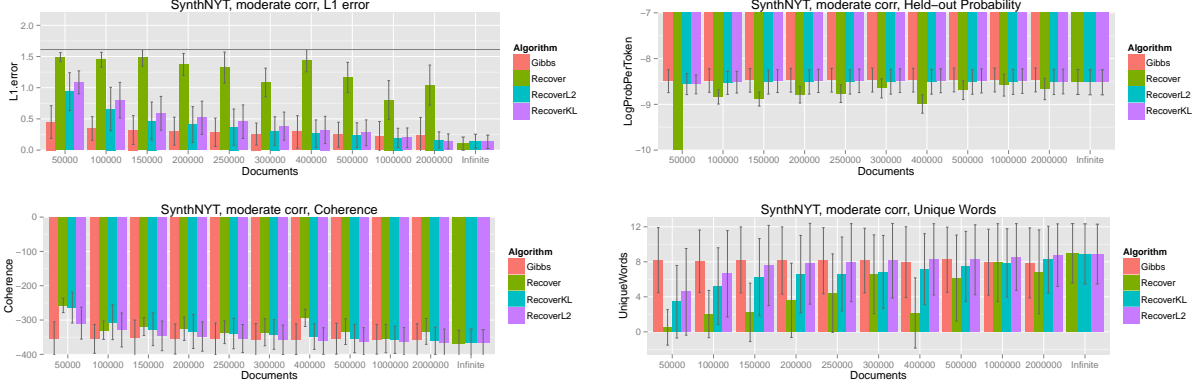 SynthNYT, moderate corr, L1 error
L1.error
2.0
1.5
1.0
0.5
0.0
50000 100000 150000 200000 250000 300000 400000 500000 1000000 2000000 Infinite
Documents
Algorithm
Gibbs
Recover
RecoverL2
RecoverKL
SynthNYT, moderate corr, Held-out Probability
LogProbPerToken
−7
−8
−9
−10
50000 100000 150000 200000 250000 300000 400000 500000 1000000 2000000 Infinite
Documents
Algorithm
Gibbs
Recover
RecoverL2
RecoverKL
SynthNYT, moderate corr, Coherence
Coherence
0
−100
−200
−300
−400
50000 100000 150000 200000 250000 300000 400000 500000 1000000 2000000 Infinite
Documents
Algorithm
Gibbs
Recover
RecoverKL
RecoverL2
SynthNYT, moderate corr, Unique Words
UniqueWords
12
8
4
0
50000 100000 150000 200000 250000 300000 400000 500000 1000000 2000000 Infinite
Documents
Algorithm
Gibbs
Recover
RecoverKL
RecoverL2